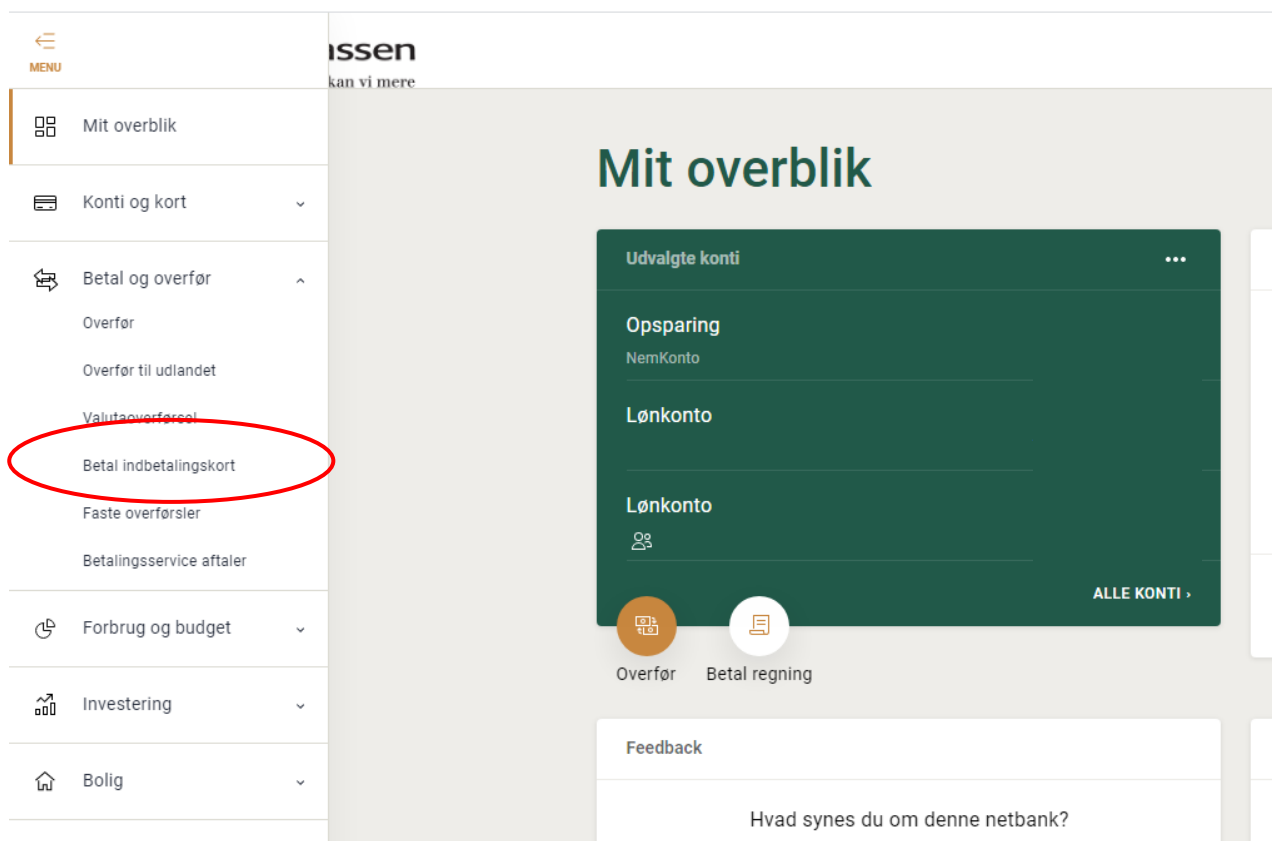 MENU
Mit overblik
Konti og kort
Betal og overfør
Overfør
Overfør til udlandet
Valutaoverførsel
Betal indbetalingskort
Faste overførsler
Betalingsservice aftaler
Forbrug og budget
Investering
Bolig
assen
kan vi mere
Mit overblik
Udvalgte konti
Opsparing
NemKonto
Lønkonto
Lønkonto
ALLE KONTI ›
Overfør
Betal regning
Feedback
Hvad synes du om denne netbank?